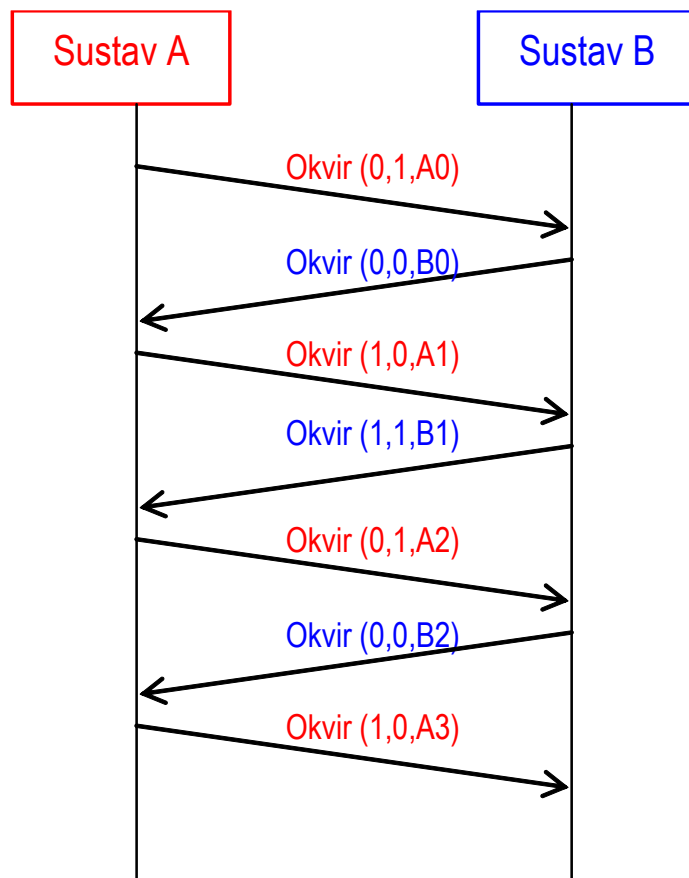 Sustav A
Sustav B
Okvir (0,1,A0)
Okvir (0,0,B0)
Okvir (1,0,A1)
Okvir (1,1,B1)
Okvir (0,1,A2)
Okvir (0,0,B2)
Okvir (1,0,A3)